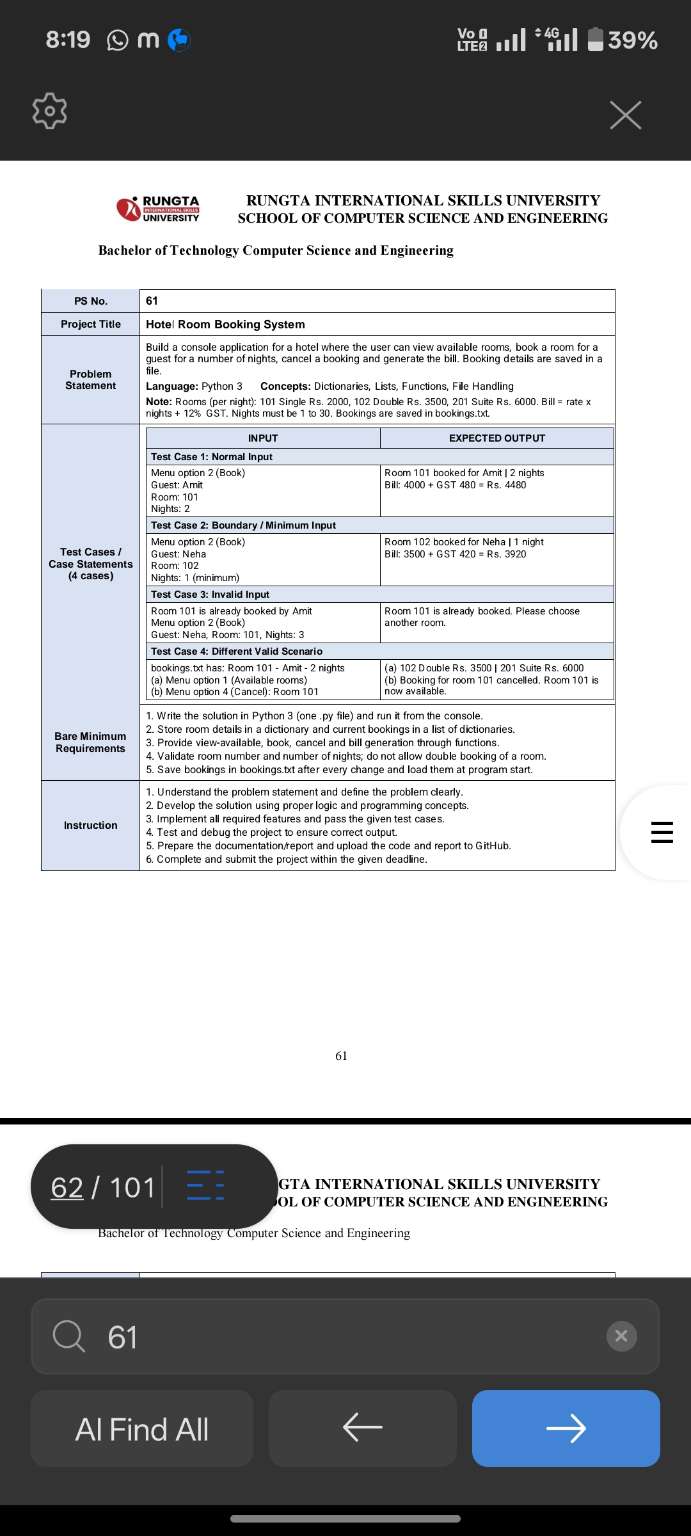 8:19
Vo LTE2
4G
39%
RUNGTA
INTERNATIONAL SKILLS
UNIVERSITY
RUNGTA INTERNATIONAL SKILLS UNIVERSITY
SCHOOL OF COMPUTER SCIENCE AND ENGINEERING
Bachelor of Technology Computer Science and Engineering
PS No.
61
Project Title
Hotel Room Booking System
Problem
Statement
Build a console application for a hotel where the user can view available rooms, book a room for a
guest for a number of nights, cancel a booking and generate the bill. Booking details are saved in a
file.
Language: Python 3 Concepts: Dictionaries, Lists, Functions, File Handling
Note: Rooms (per night): 101 Single Rs. 2000, 102 Double Rs. 3500, 201 Suite Rs. 6000. Bill = rate x
nights + 12% GST. Nights must be 1 to 30. Bookings are saved in bookings.txt.
Test Cases /
Case Statements
(4 cases)
INPUT
EXPECTED OUTPUT
Test Case 1: Normal Input
Menu option 2 (Book)
Guest: Amit
Room: 101
Nights: 2
Room 101 booked for Amit | 2 nights
Bill: 4000 + GST 480 = Rs. 4480
Test Case 2: Boundary / Minimum Input
Menu option 2 (Book)
Guest: Neha
Room: 102
Nights: 1 (minimum)
Room 102 booked for Neha | 1 night
Bill: 3500 + GST 420 = Rs. 3920
Test Case 3: Invalid Input
Room 101 is already booked by Amit
Menu option 2 (Book)
Guest: Neha, Room: 101, Nights: 3
Room 101 is already booked. Please choose
another room.
Test Case 4: Different Valid Scenario
bookings.txt has: Room 101 - Amit - 2 nights
(a) Menu option 1 (Available rooms)
(b) Menu option 4 (Cancel): Room 101
(a) 102 Double Rs. 3500 | 201 Suite Rs. 6000
(b) Booking for room 101 cancelled. Room 101 is
now available.
Bare Minimum
Requirements
1. Write the solution in Python 3 (one .py file) and run it from the console.
2. Store room details in a dictionary and current bookings in a list of dictionaries.
3. Provide view-available, book, cancel and bill generation through functions.
4. Validate room number and number of nights; do not allow double booking of a room.
5. Save bookings in bookings.txt after every change and load them at program start.
Instruction
1. Understand the problem statement and define the problem clearly.
2. Develop the solution using proper logic and programming concepts.
3. Implement all required features and pass the given test cases.
4. Test and debug the project to ensure correct output.
5. Prepare the documentation/report and upload the code and report to GitHub.
6. Complete and submit the project within the given deadline.
61
62 / 101
GTA INTERNATIONAL SKILLS UNIVERSITY
OL OF COMPUTER SCIENCE AND ENGINEERING
Bachelor of Technology Computer Science and Engineering
61
AI Find All